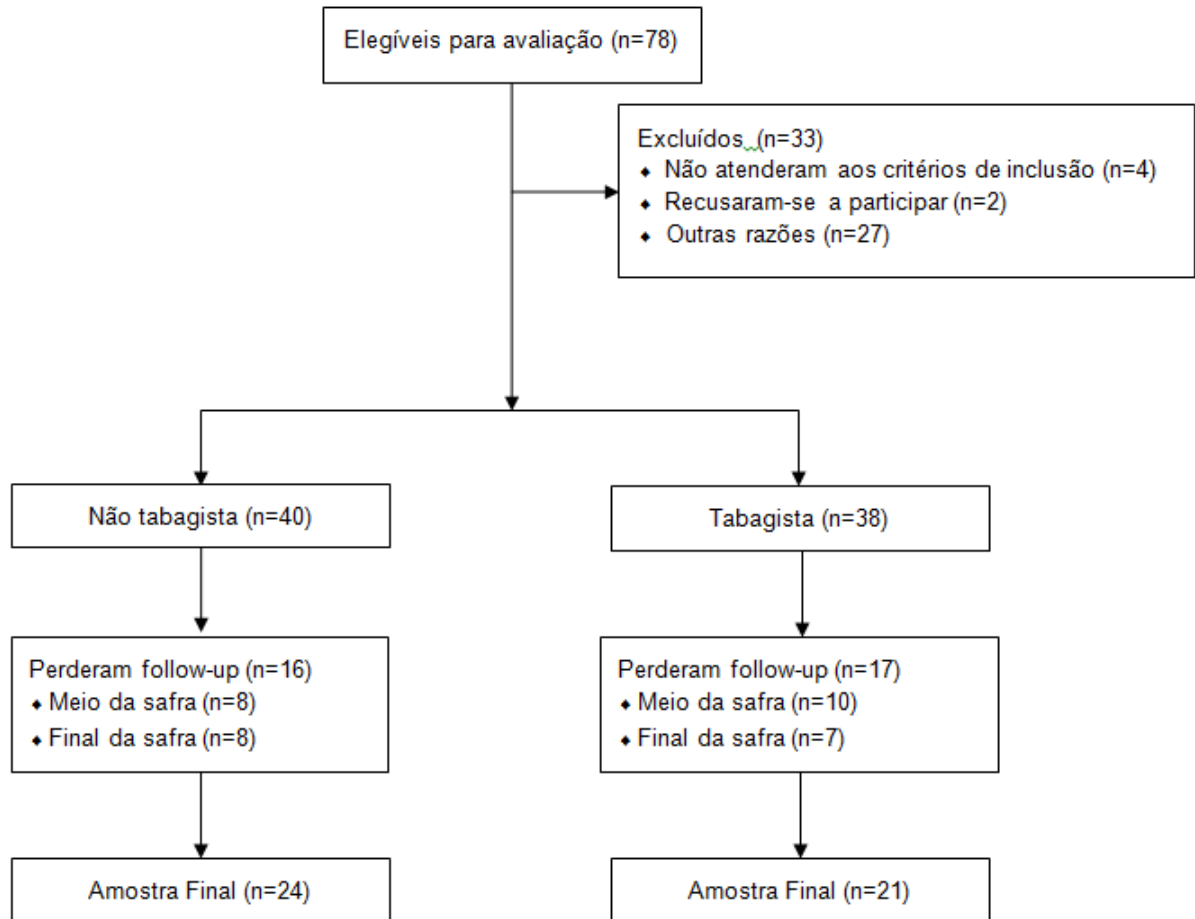 Elegíveis para avaliação (n=78)
Excluídos (n=33)
⬥ Não atenderam aos critérios de inclusão (n=4)
⬥ Recusaram-se a participar (n=2)
⬥ Outras razões (n=27)
Não tabagista (n=40)
Tabagista (n=38)
Perderam follow-up (n=16)
⬥ Meio da safra (n=8)
⬥ Final da safra (n=8)
Perderam follow-up (n=17)
⬥ Meio da safra (n=10)
⬥ Final da safra (n=7)
Amostra Final (n=24)
Amostra Final (n=21)